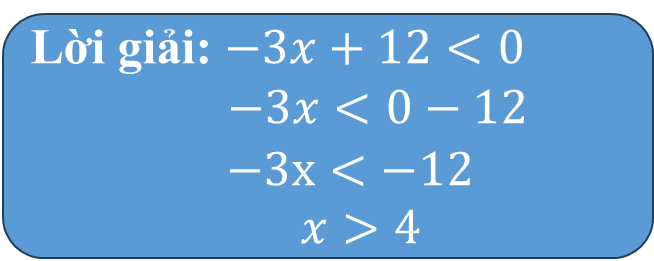 Lời giải: −3𝑥 + 12 < 0
−3𝑥 < 0 − 12
−3x < −12
𝑥 > 4